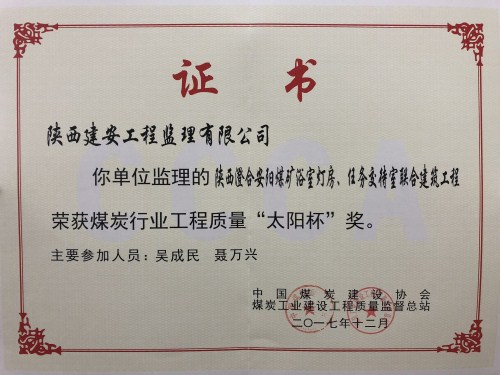 证书
陕西建安工程监理有限公司
你单位监理的陕西澄合安阳煤矿浴室灯房、任务交待室联合建筑工程
荣获煤炭行业工程质量“太阳杯”奖。
主要参加人员：吴成民 聂万兴
中国煤炭建设协会
煤炭工业建设工程质量监督总站
二〇一七年十二月